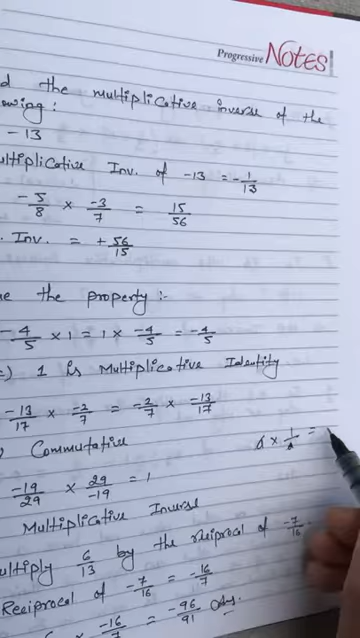 Progressive Notes
d the multiplicative inverse of the
owing:
-13
ultiplicative Inv. of -13 = -1/13
-5/8 × -3/7 = 15/56
. Inv. = +56/15
e the property :-
-4/5 × 1 = 1 × -4/5 = -4/5
) 1 is Multiplicative Identity
-13/17 × -2/7 = -2/7 × -13/17
) Commutative
a × 1/a =
-19/29 × 29/-19 = 1
Multiplicative Inverse
ultiply 6/13 by the reciprocal of -7/16.
Reciprocal of -7/16 = -16/7
× -16/7 = -96/91 Ans.